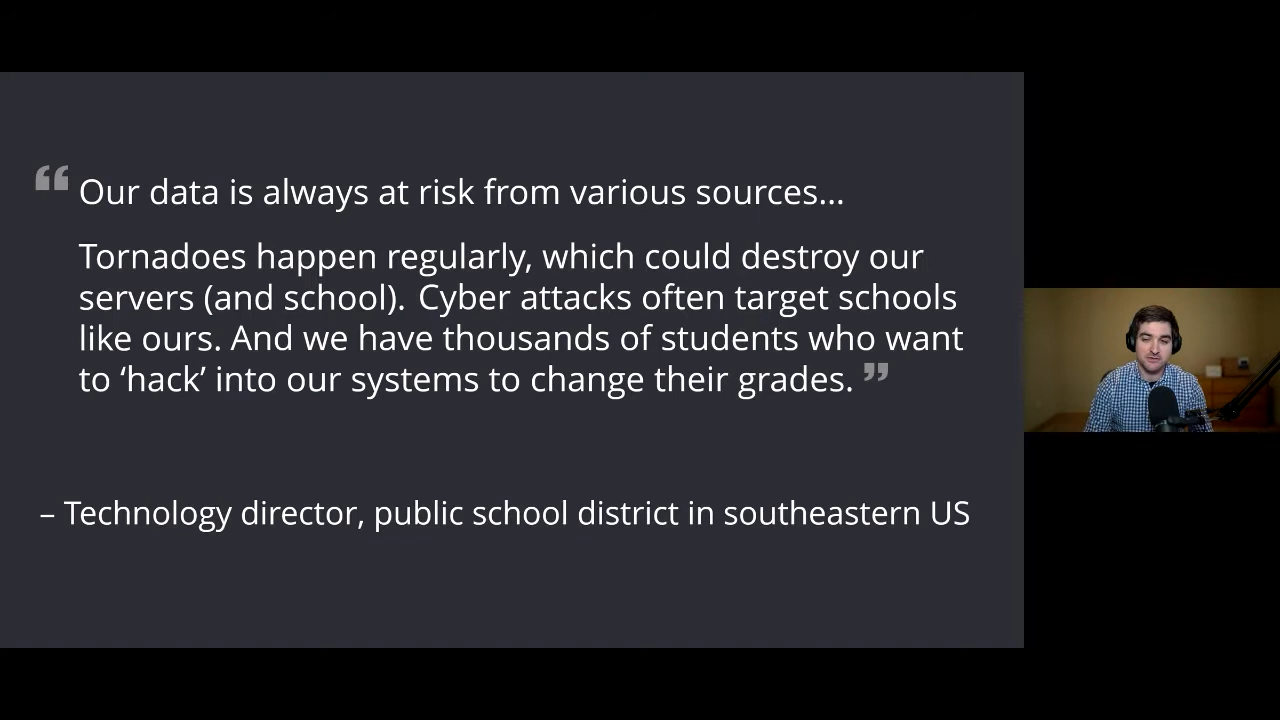 “ Our data is always at risk from various sources...
Tornadoes happen regularly, which could destroy our
servers (and school). Cyber attacks often target schools
like ours. And we have thousands of students who want
to ‘hack’ into our systems to change their grades. ”
– Technology director, public school district in southeastern US